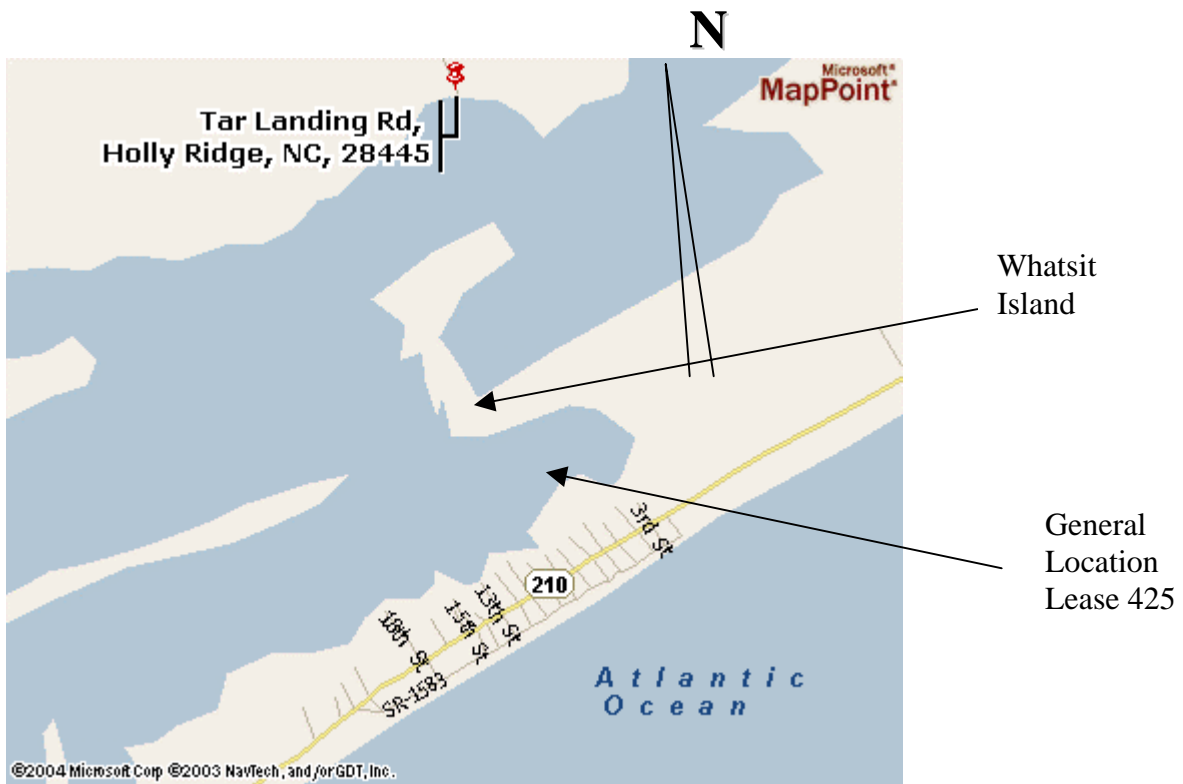 N
Microsoft®
MapPoint®
Tar Landing Rd,
Holly Ridge, NC, 28445
Whatsit
Island
3rd St
General
Location
Lease 425
210
13th St
15th St
18th St
SR-1583
Atlantic
Ocean
©2004 Microsoft Corp ©2003 NavTech, and/or GDT, Inc.